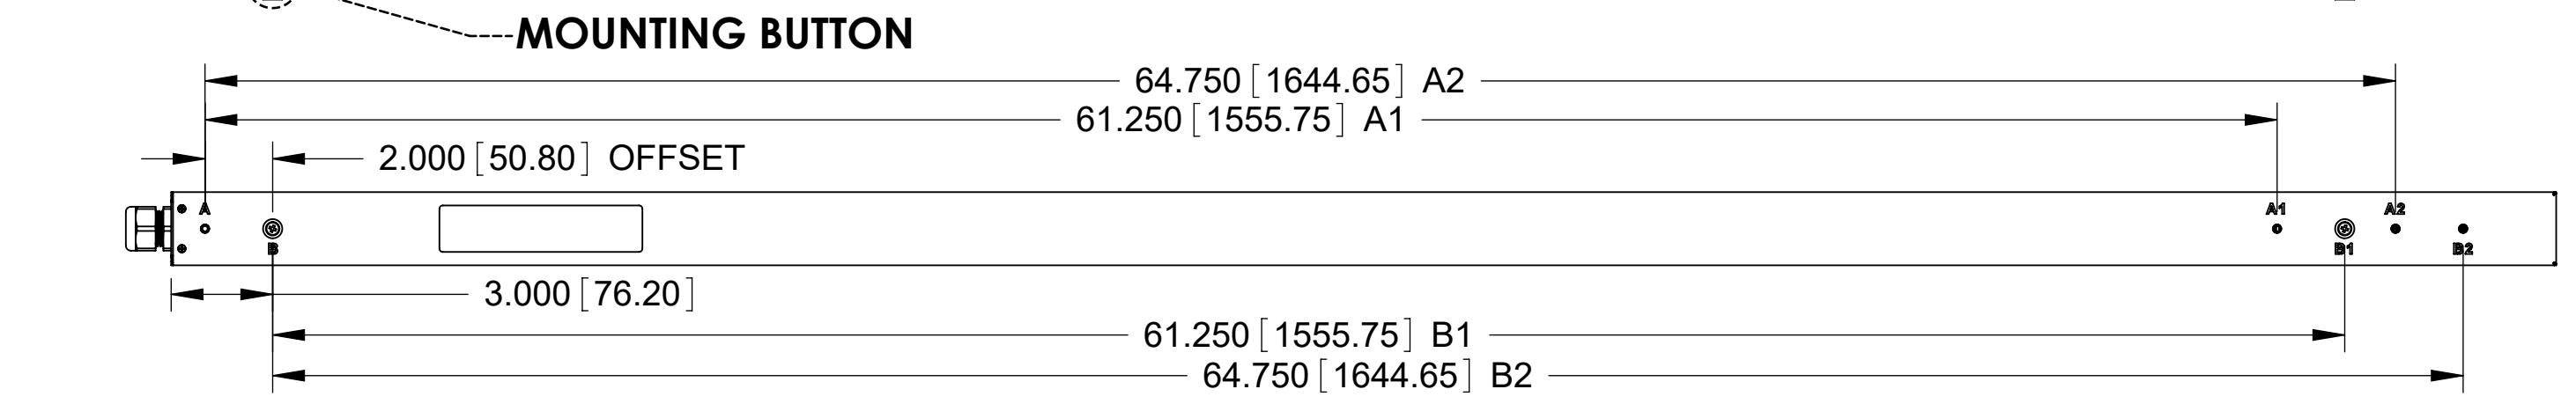 MOUNTING BUTTON
64.750 [1644.65] A2
61.250 [1555.75] A1
2.000 [50.80] OFFSET
A A1 A2
B B1 B2
3.000 [76.20]
61.250 [1555.75] B1
64.750 [1644.65] B2